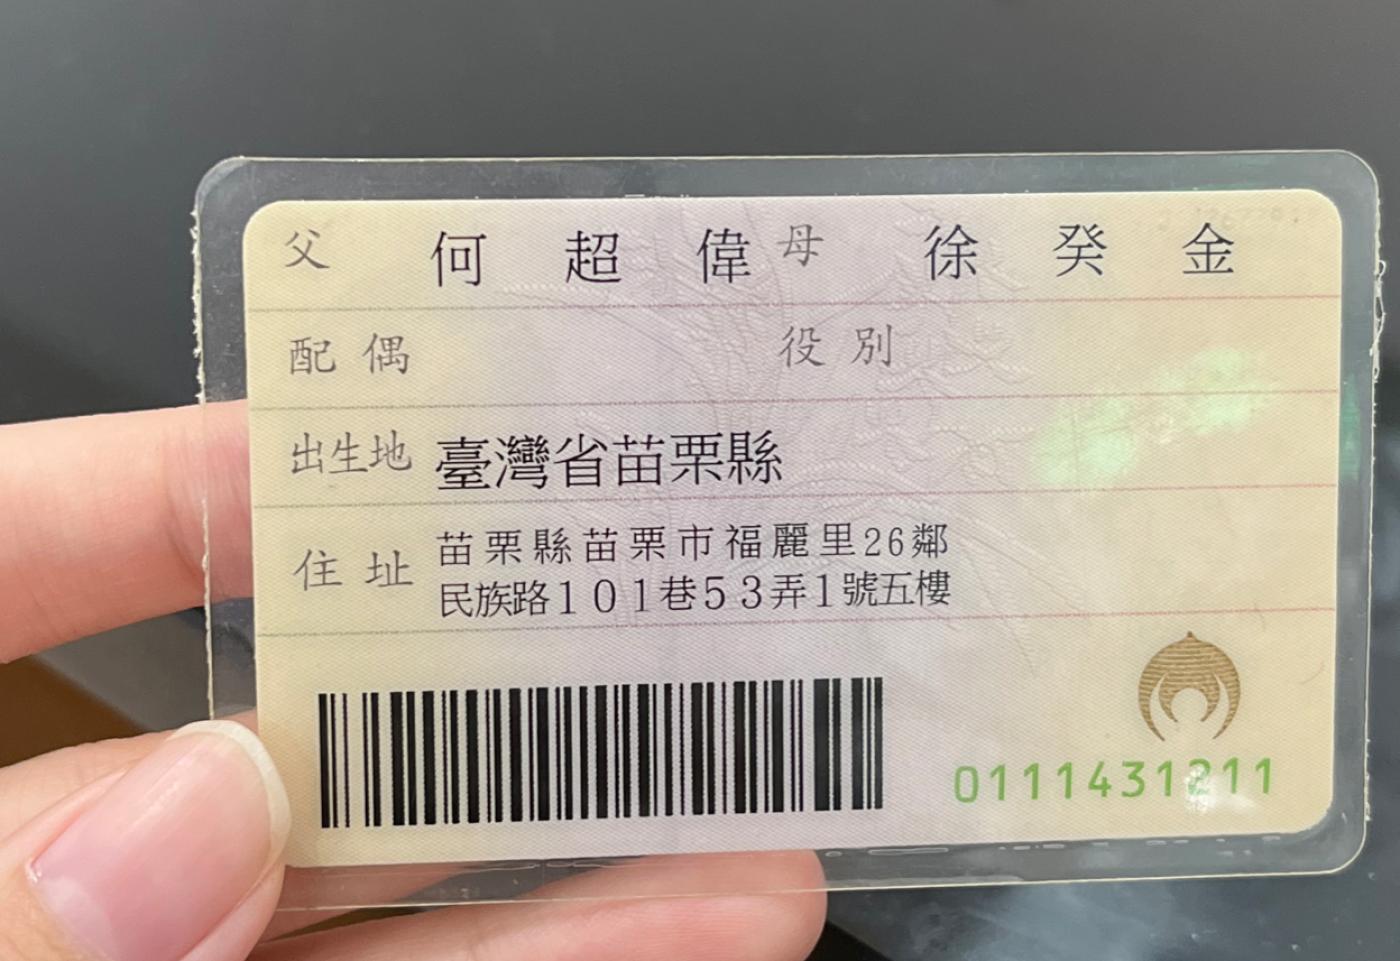 父 何超偉 母 徐癸金
配偶 役別
出生地 臺灣省苗栗縣
住址 苗栗縣苗栗市福麗里26鄰
民族路101巷53弄1號五樓
0111431211